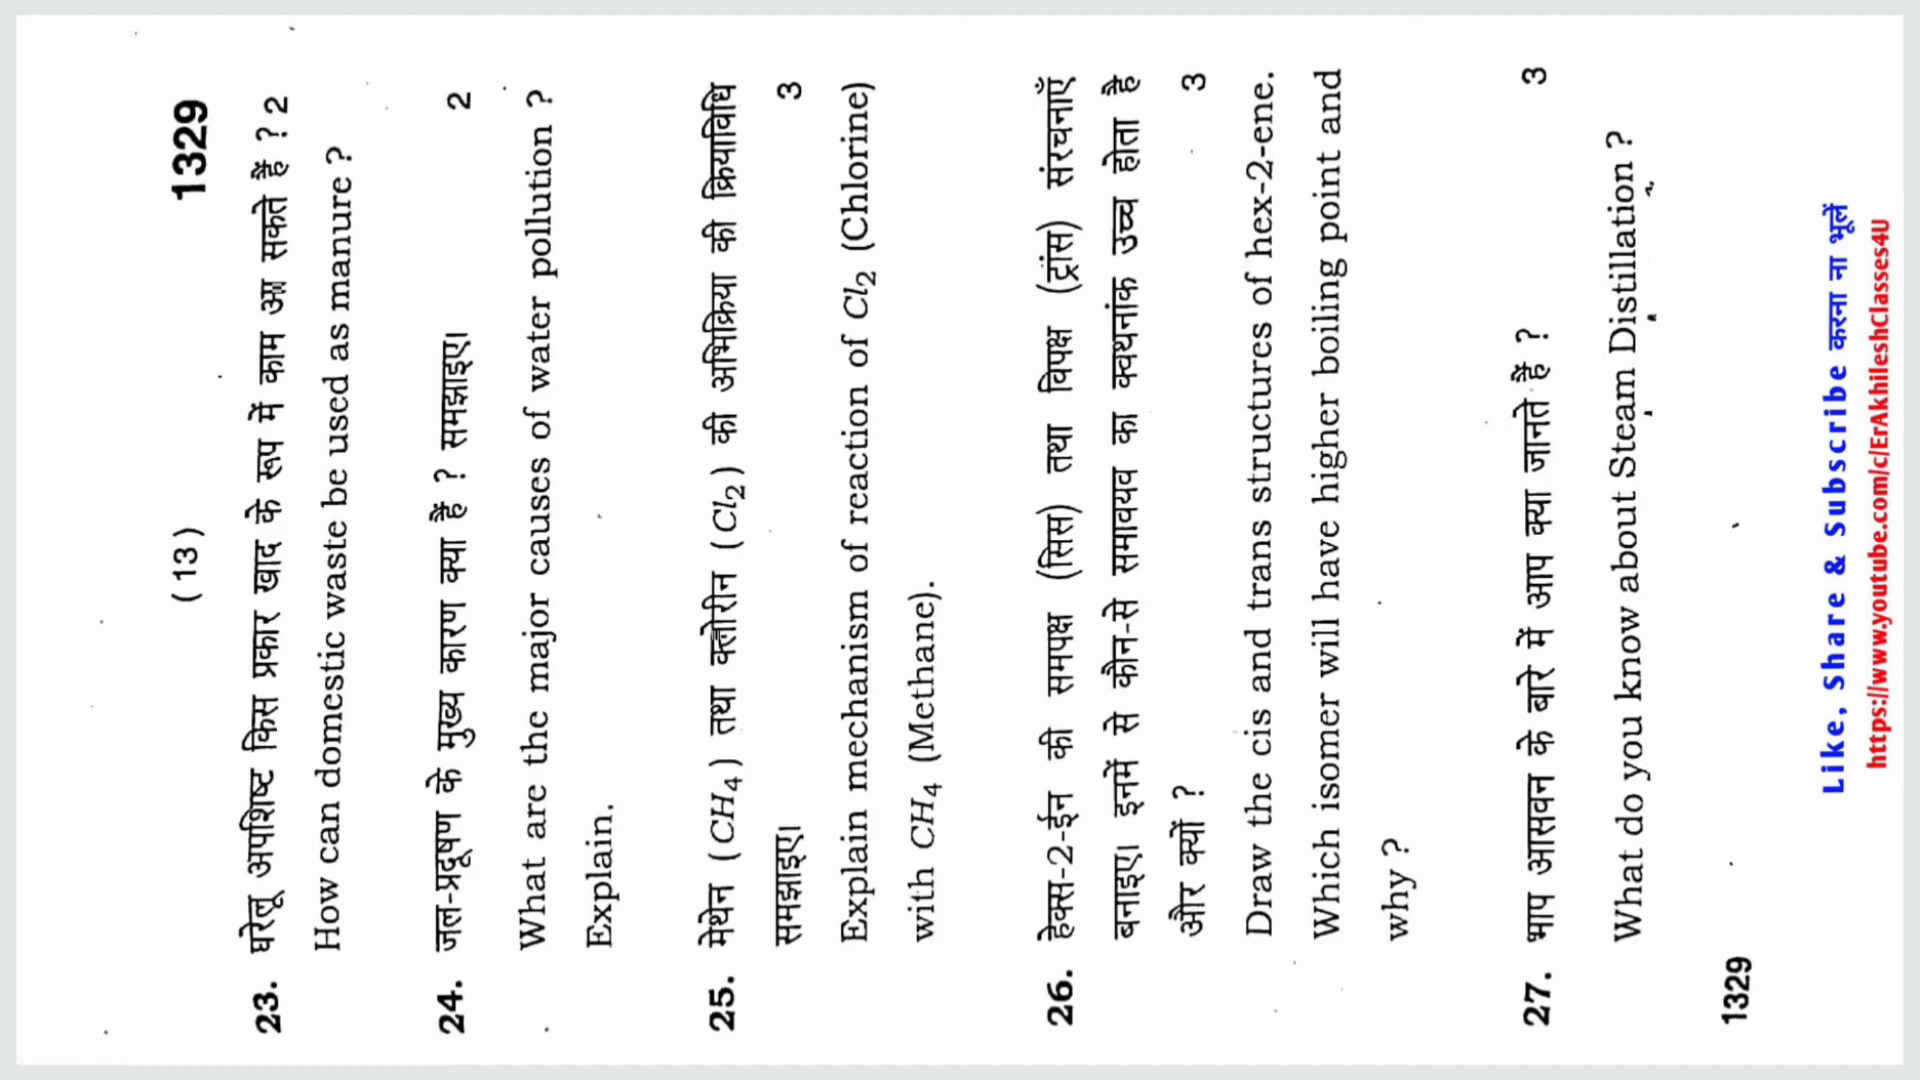 ( 13 ) 1329
23. घरेलू अपशिष्ट किस प्रकार खाद के रूप में काम आ सकते हैं ? 2
How can domestic waste be used as manure ?
24. जल-प्रदूषण के मुख्य कारण क्या हैं ? समझाइए। 2
What are the major causes of water pollution ?
Explain.
25. मेथेन (CH₄) तथा क्लोरीन (Cl₂) की अभिक्रिया की क्रियाविधि
समझाइए। 3
Explain mechanism of reaction of Cl₂ (Chlorine)
with CH₄ (Methane).
26. हेक्स-2-ईन की समपक्ष (सिस) तथा विपक्ष (ट्रांस) संरचनाएँ
बनाइए। इनमें से कौन-से समावयव का क्वथनांक उच्च होता है
और क्यों ? 3
Draw the cis and trans structures of hex-2-ene.
Which isomer will have higher boiling point and
why ?
27. भाप आसवन के बारे में आप क्या जानते हैं ? 3
What do you know about Steam Distillation ?
1329
Like, Share & Subscribe करना ना भूलें
https://www.youtube.com/c/ErAkhileshClasses4U